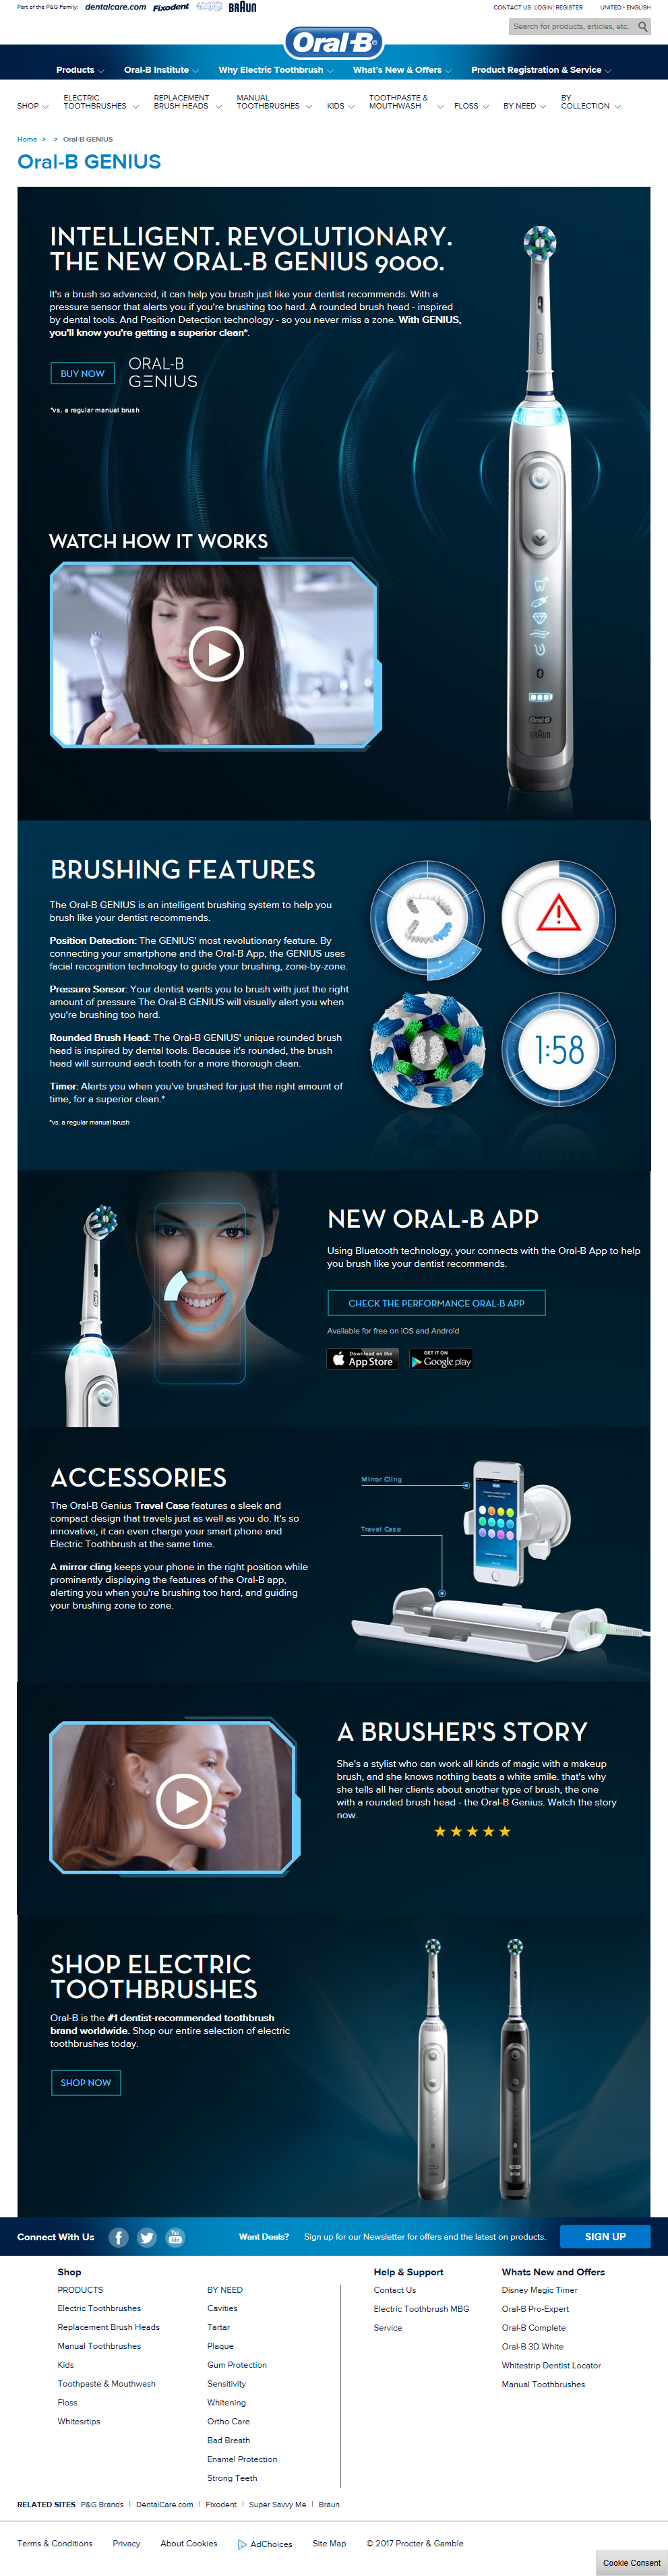 Part of the P&G Family: dentalcare.com Fixodent BRAUN
CONTACT US | LOGIN | REGISTER UNITED - ENGLISH
Search for products, articles, etc.
Oral-B
Products Oral-B Institute Why Electric Toothbrush What's New & Offers Product Registration & Service
SHOP ELECTRIC TOOTHBRUSHES REPLACEMENT BRUSH HEADS MANUAL TOOTHBRUSHES KIDS TOOTHPASTE & MOUTHWASH FLOSS BY NEED BY COLLECTION
Home > > Oral-B GENIUS
Oral-B GENIUS
INTELLIGENT. REVOLUTIONARY.
THE NEW ORAL-B GENIUS 9000.
It's a brush so advanced, it can help you brush just like your dentist recommends. With a
pressure sensor that alerts you if you're brushing too hard. A rounded brush head - inspired
by dental tools. And Position Detection technology - so you never miss a zone. With GENIUS,
you'll know you're getting a superior clean*.
BUY NOW
ORAL-B
GENIUS
*vs. a regular manual brush
WATCH HOW IT WORKS
Oral-B
BRAUN
BRUSHING FEATURES
The Oral-B GENIUS is an intelligent brushing system to help you
brush like your dentist recommends.
Position Detection: The GENIUS' most revolutionary feature. By
connecting your smartphone and the Oral-B App, the GENIUS uses
facial recognition technology to guide your brushing, zone-by-zone.
Pressure Sensor: Your dentist wants you to brush with just the right
amount of pressure The Oral-B GENIUS will visually alert you when
you're brushing too hard.
Rounded Brush Head: The Oral-B GENIUS' unique rounded brush
head is inspired by dental tools. Because it's rounded, the brush
head will surround each tooth for a more thorough clean.
Timer: Alerts you when you've brushed for just the right amount of
time, for a superior clean.*
*vs. a regular manual brush
1:58
NEW ORAL-B APP
Using Bluetooth technology, your connects with the Oral-B App to help
you brush like your dentist recommends.
CHECK THE PERFORMANCE ORAL-B APP
Available for free on iOS and Android
Download on the
App Store
GET IT ON
Google play
ACCESSORIES
The Oral-B Genius Travel Case features a sleek and
compact design that travels just as well as you do. It's so
innovative, it can even charge your smart phone and
Electric Toothbrush at the same time.
A mirror cling keeps your phone in the right position while
prominently displaying the features of the Oral-B app,
alerting you when you're brushing too hard, and guiding
your brushing zone to zone.
Mirror Cling
Travel Case
A BRUSHER'S STORY
She's a stylist who can work all kinds of magic with a makeup
brush, and she knows nothing beats a white smile. that's why
she tells all her clients about another type of brush, the one
with a rounded brush head - the Oral-B Genius. Watch the story
now.
SHOP ELECTRIC
TOOTHBRUSHES
Oral-B is the #1 dentist-recommended toothbrush
brand worldwide. Shop our entire selection of electric
toothbrushes today.
SHOP NOW
Connect With Us
You
Tube
Want Deals? Sign up for our Newsletter for offers and the latest on products. SIGN UP
Shop
PRODUCTS
Electric Toothbrushes
Replacement Brush Heads
Manual Toothbrushes
Kids
Toothpaste & Mouthwash
Floss
Whitesrtips
BY NEED
Cavities
Tartar
Plaque
Gum Protection
Sensitivity
Whitening
Ortho Care
Bad Breath
Enamel Protection
Strong Teeth
Help & Support
Contact Us
Electric Toothbrush MBG
Service
Whats New and Offers
Disney Magic Timer
Oral-B Pro-Expert
Oral-B Complete
Oral-B 3D White
Whitestrip Dentist Locator
Manual Toothbrushes
RELATED SITES P&G Brands | DentalCare.com | Fixodent | Super Savvy Me | Braun
Terms & Conditions Privacy About Cookies AdChoices Site Map © 2017 Procter & Gamble
Cookie Consent